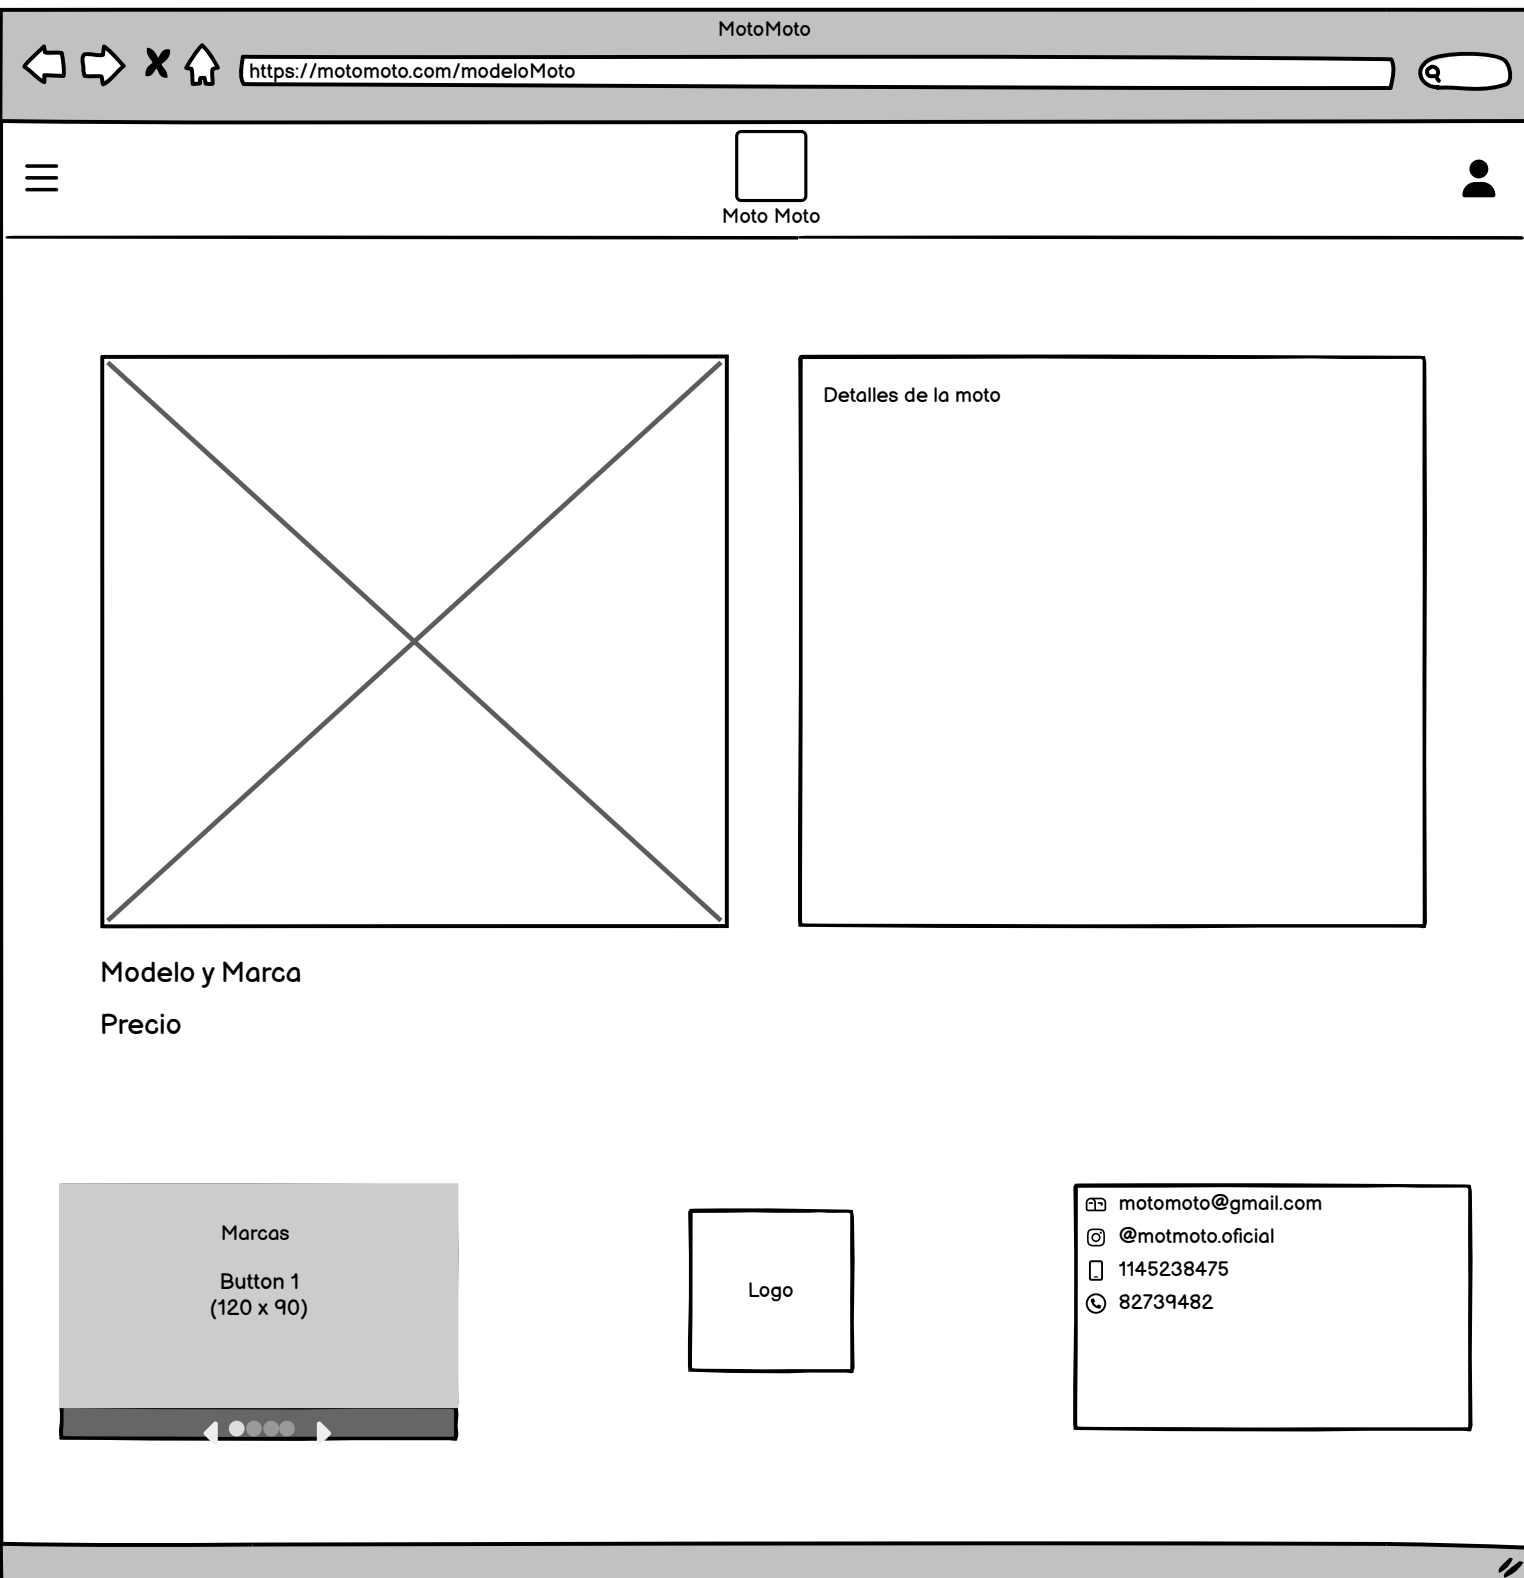 MotoMoto
https://motomoto.com/modeloMoto
Moto Moto
Detalles de la moto
Modelo y Marca
Precio
Marcas
Button 1
(120 x 90)
Logo
motomoto@gmail.com
@motmoto.oficial
1145238475
82739482